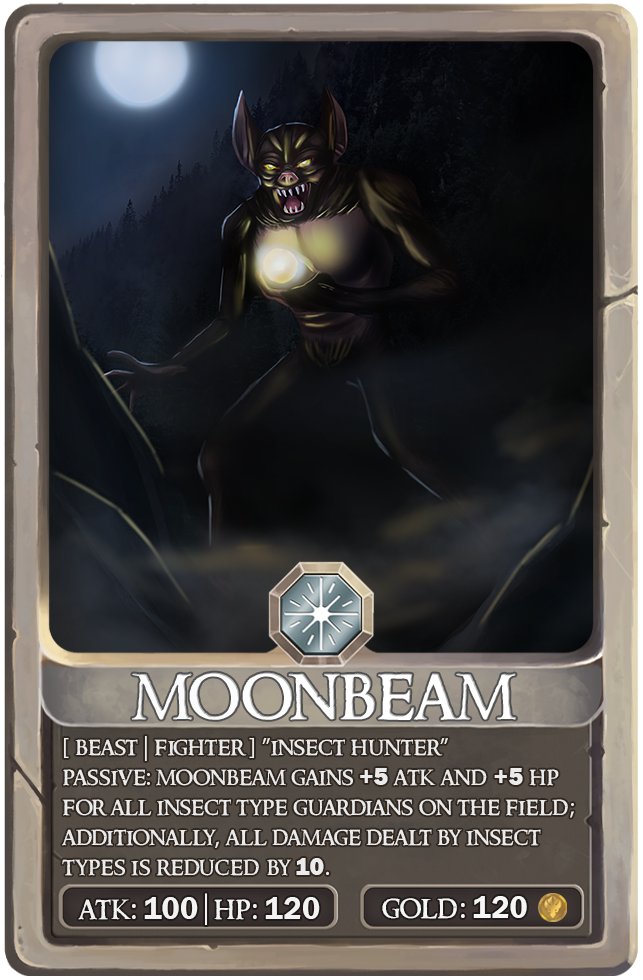 MOONBEAM
[ BEAST | FIGHTER ] "INSECT HUNTER"
PASSIVE: MOONBEAM GAINS +5 ATK AND +5 HP
FOR ALL INSECT TYPE GUARDIANS ON THE FIELD;
ADDITIONALLY, ALL DAMAGE DEALT BY INSECT
TYPES IS REDUCED BY 10.
ATK: 100 | HP: 120
GOLD: 120